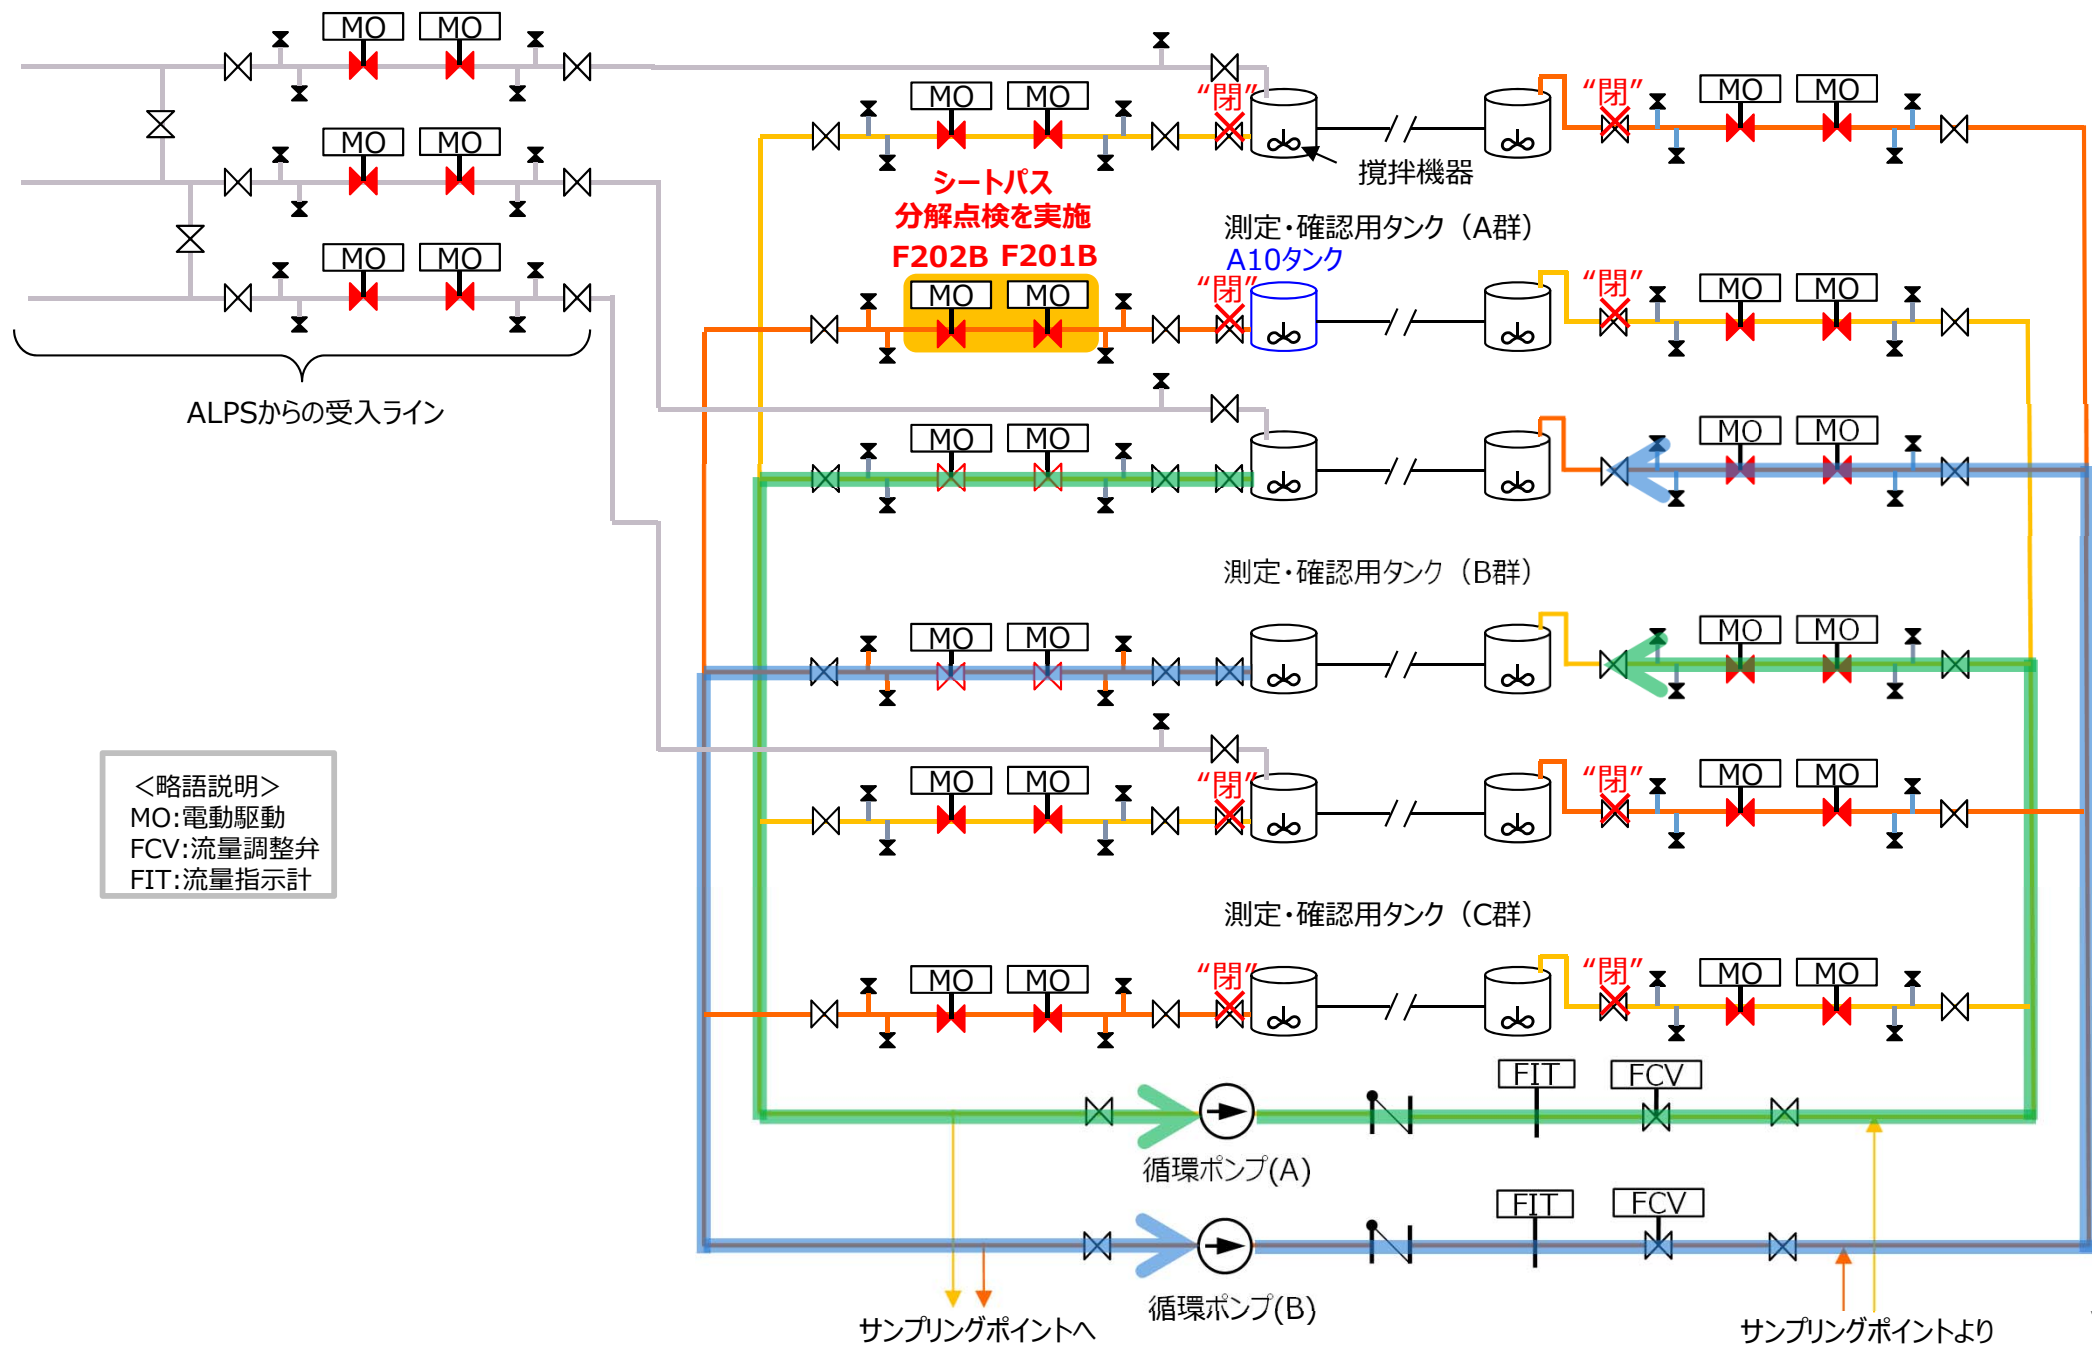 MO MO
MO MO
MO MO
ALPSからの受入ライン
MO MO
“閉”
“閉”
MO MO
攪拌機器
シートパス
分解点検を実施
F202B F201B
測定・確認用タンク（A群）
A10タンク
MO MO
“閉”
“閉”
MO MO
MO MO
MO MO
測定・確認用タンク（B群）
MO MO
MO MO
＜略語説明＞
MO:電動駆動
FCV:流量調整弁
FIT:流量指示計
MO MO
“閉”
“閉”
MO MO
測定・確認用タンク（C群）
MO MO
“閉”
“閉”
MO MO
FIT
FCV
循環ポンプ(A)
FIT
FCV
循環ポンプ(B)
サンプリングポイントへ
サンプリングポイントより